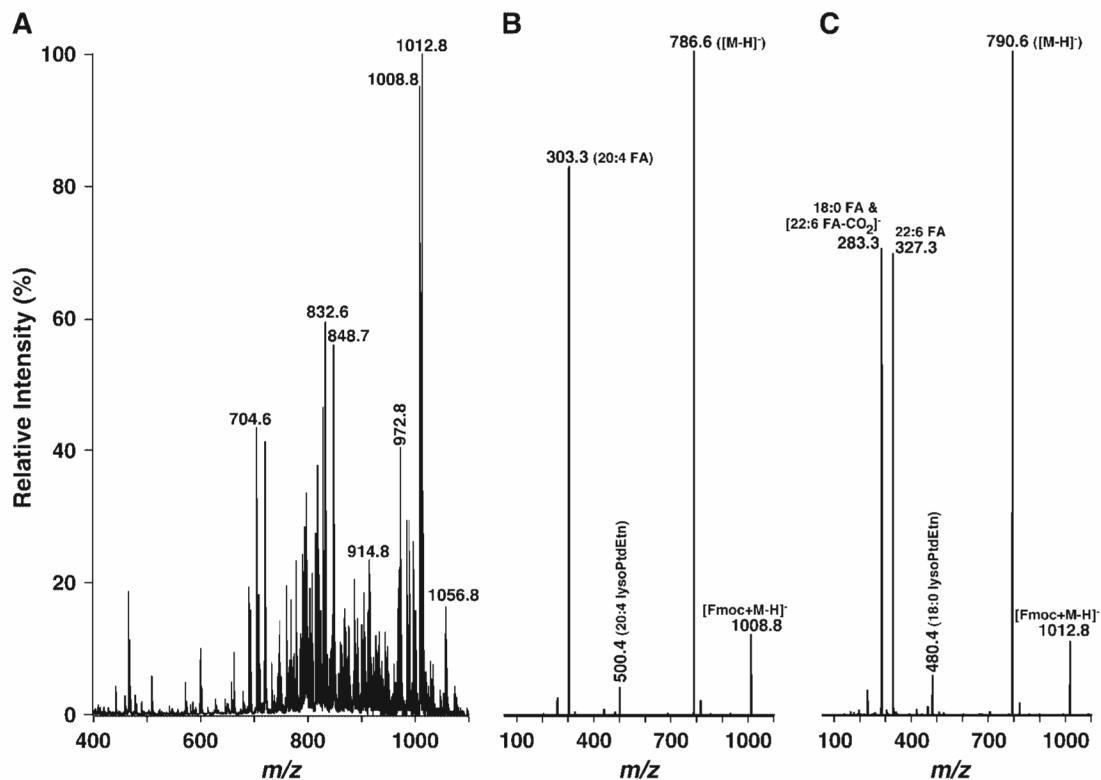 A
B
C
Relative Intensity (%)
100
80
60
40
20
0
1012.8
1008.8
832.6
848.7
704.6
972.8
914.8
1056.8
400 600 800 1000
m/z
786.6 ([M-H]-)
303.3 (20:4 FA)
500.4 (20:4 lysoPtdEtn)
[Fmoc+M-H]-
1008.8
100 400 700 1000
m/z
790.6 ([M-H]-)
18:0 FA &
[22:6 FA-CO2]-
283.3
22:6 FA
327.3
480.4 (18:0 lysoPtdEtn)
[Fmoc+M-H]-
1012.8
100 400 700 1000
m/z